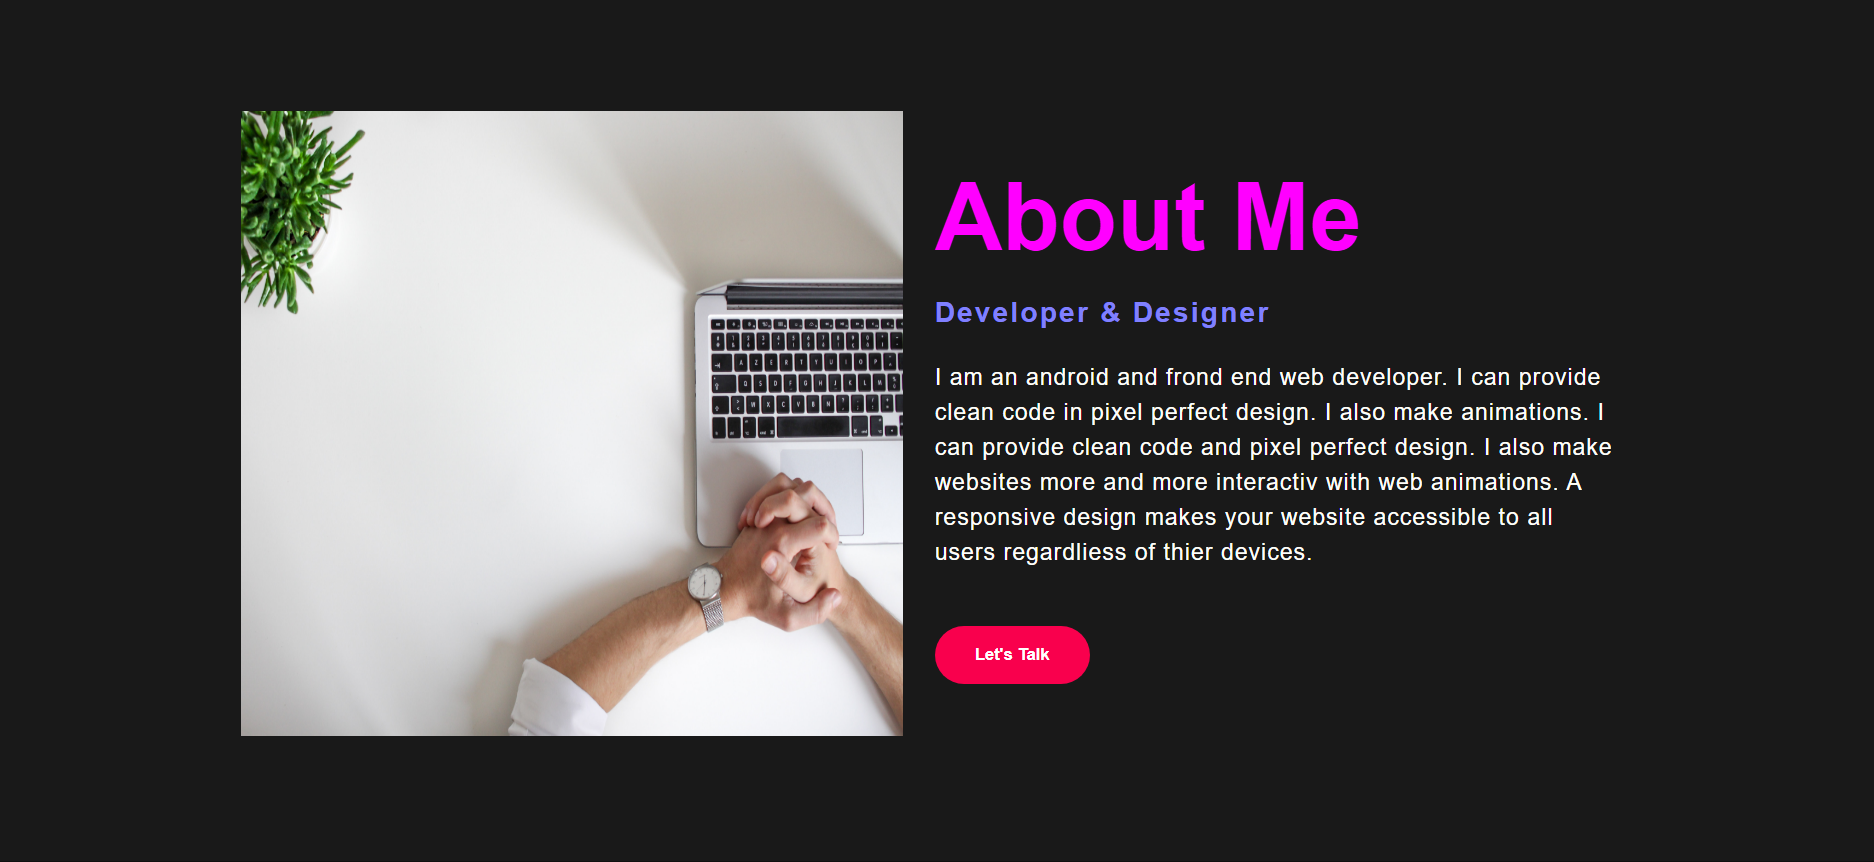 About Me
Developer & Designer
I am an android and frond end web developer. I can provide
clean code in pixel perfect design. I also make animations. I
can provide clean code and pixel perfect design. I also make
websites more and more interactiv with web animations. A
responsive design makes your website accessible to all
users regardliess of thier devices.
Let's Talk